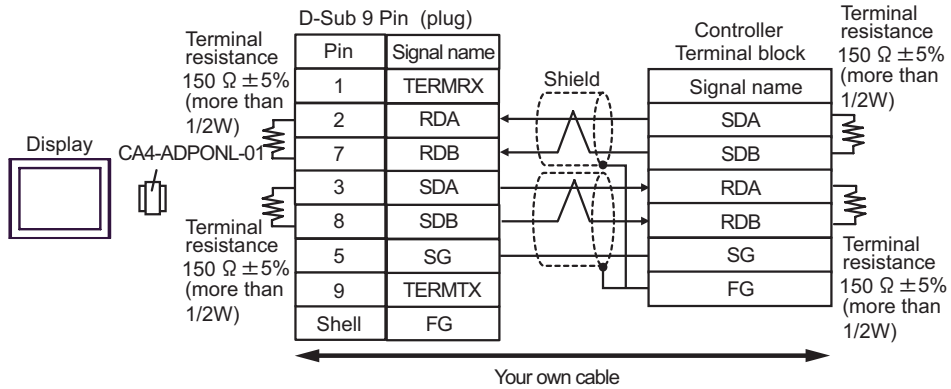 D-Sub 9 Pin (plug)
Terminal
resistance
150 Ω ±5%
(more than
1/2W)
Display
CA4-ADPONL-01
Terminal
resistance
150 Ω ±5%
(more than
1/2W)
Pin Signal name
1 TERMRX
2 RDA
7 RDB
3 SDA
8 SDB
5 SG
9 TERMTX
Shell FG
Shield
Controller
Terminal block
Signal name
SDA
SDB
RDA
RDB
SG
FG
Terminal
resistance
150 Ω ±5%
(more than
1/2W)
Terminal
resistance
150 Ω ±5%
(more than
1/2W)
Your own cable